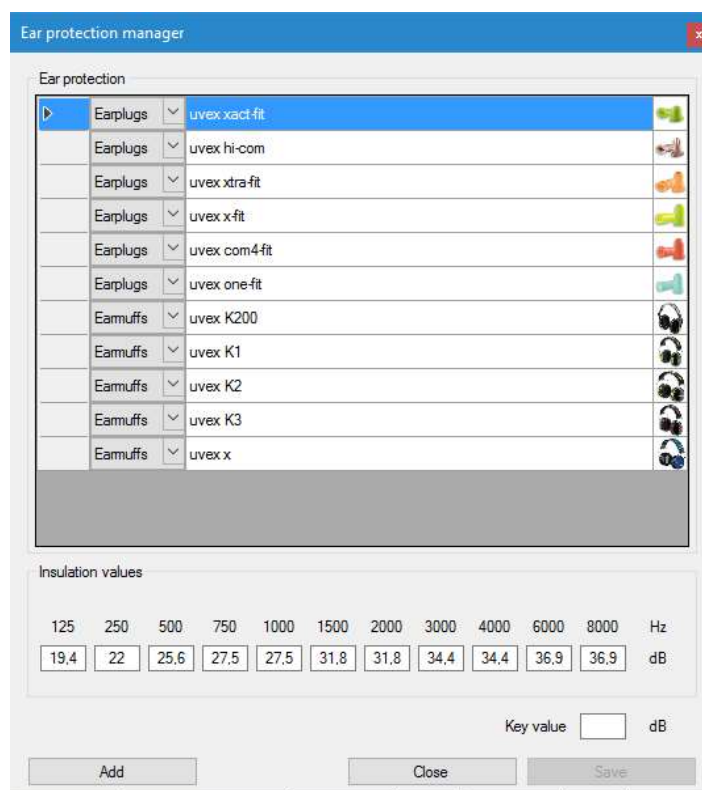 Ear protection manager
x
Ear protection
Earplugs uvex xact-fit
Earplugs uvex hi-com
Earplugs uvex xtra-fit
Earplugs uvex x-fit
Earplugs uvex com4-fit
Earplugs uvex one-fit
Earmuffs uvex K200
Earmuffs uvex K1
Earmuffs uvex K2
Earmuffs uvex K3
Earmuffs uvex x
Insulation values
125 250 500 750 1000 1500 2000 3000 4000 6000 8000 Hz
19,4 22 25,6 27,5 27,5 31,8 31,8 34,4 34,4 36,9 36,9 dB
Key value dB
Add Close Save